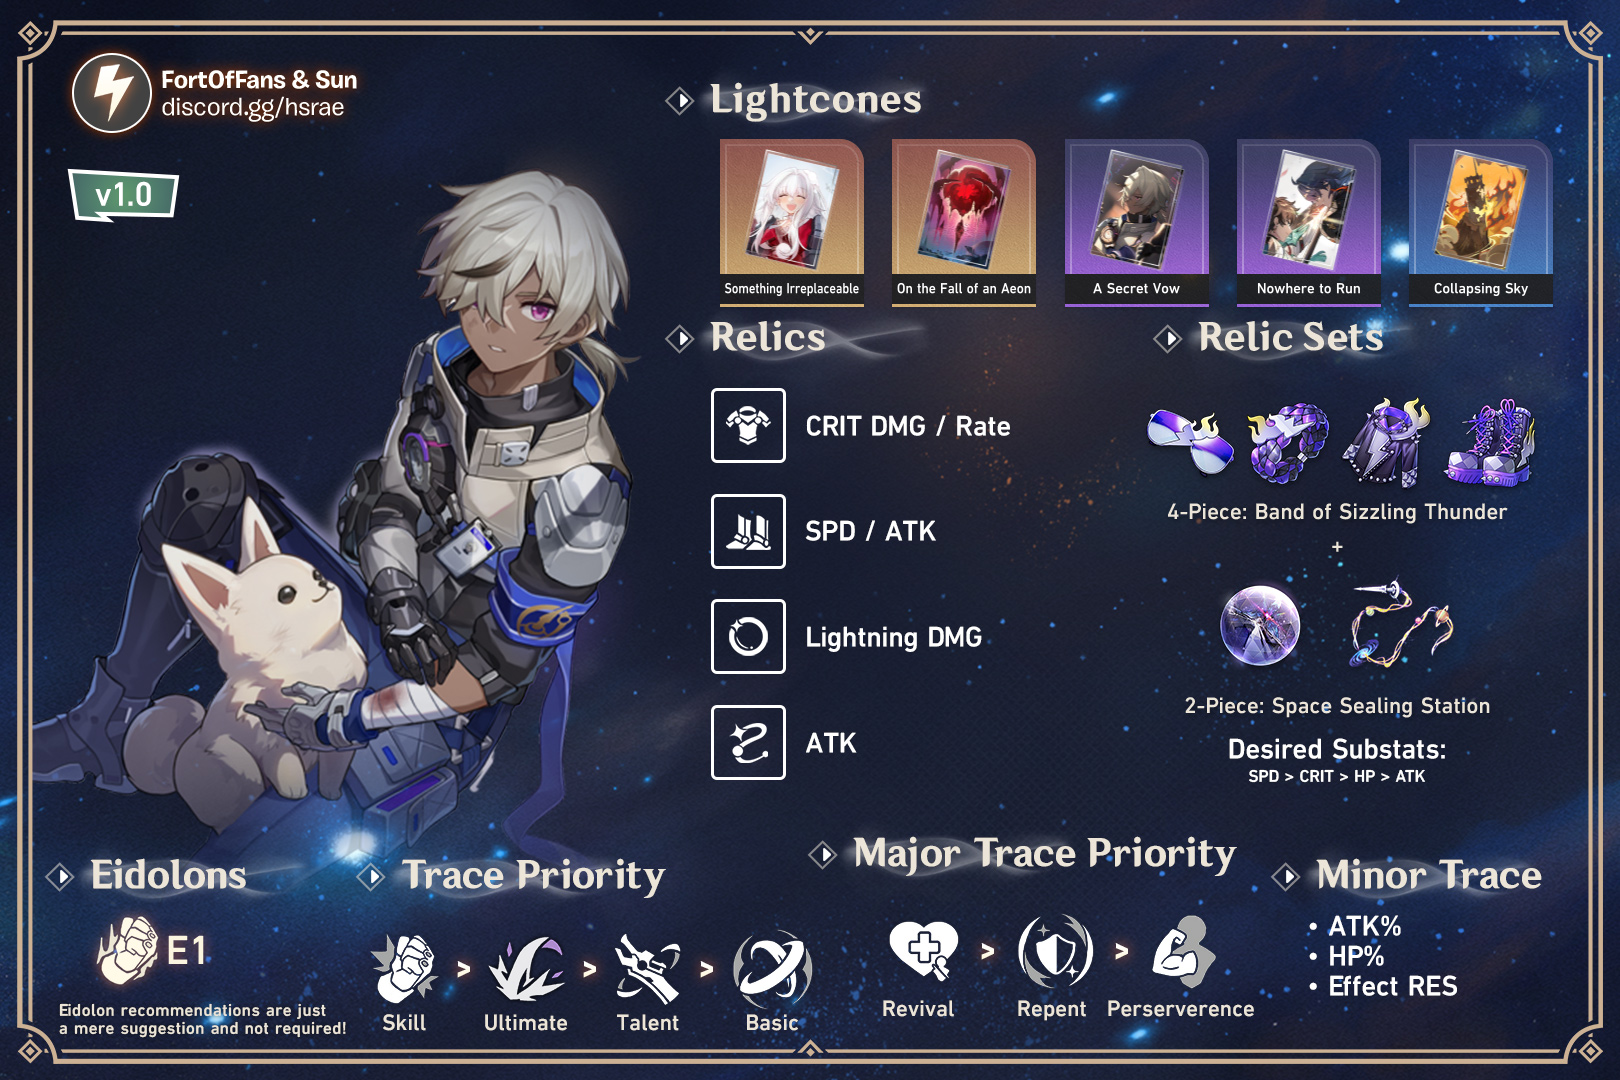 FortOfFans & Sun
discord.gg/hsrae
v1.0
Lightcones
Something Irreplaceable
On the Fall of an Aeon
A Secret Vow
Nowhere to Run
Collapsing Sky
Relics
CRIT DMG / Rate
SPD / ATK
Lightning DMG
ATK
Relic Sets
4-Piece: Band of Sizzling Thunder
+
2-Piece: Space Sealing Station
Desired Substats:
SPD > CRIT > HP > ATK
Eidolons
E1
Eidolon recommendations are just
a mere suggestion and not required!
Trace Priority
Skill > Ultimate > Talent > Basic
Major Trace Priority
Revival > Repent > Perserverence
Minor Trace
• ATK%
• HP%
• Effect RES